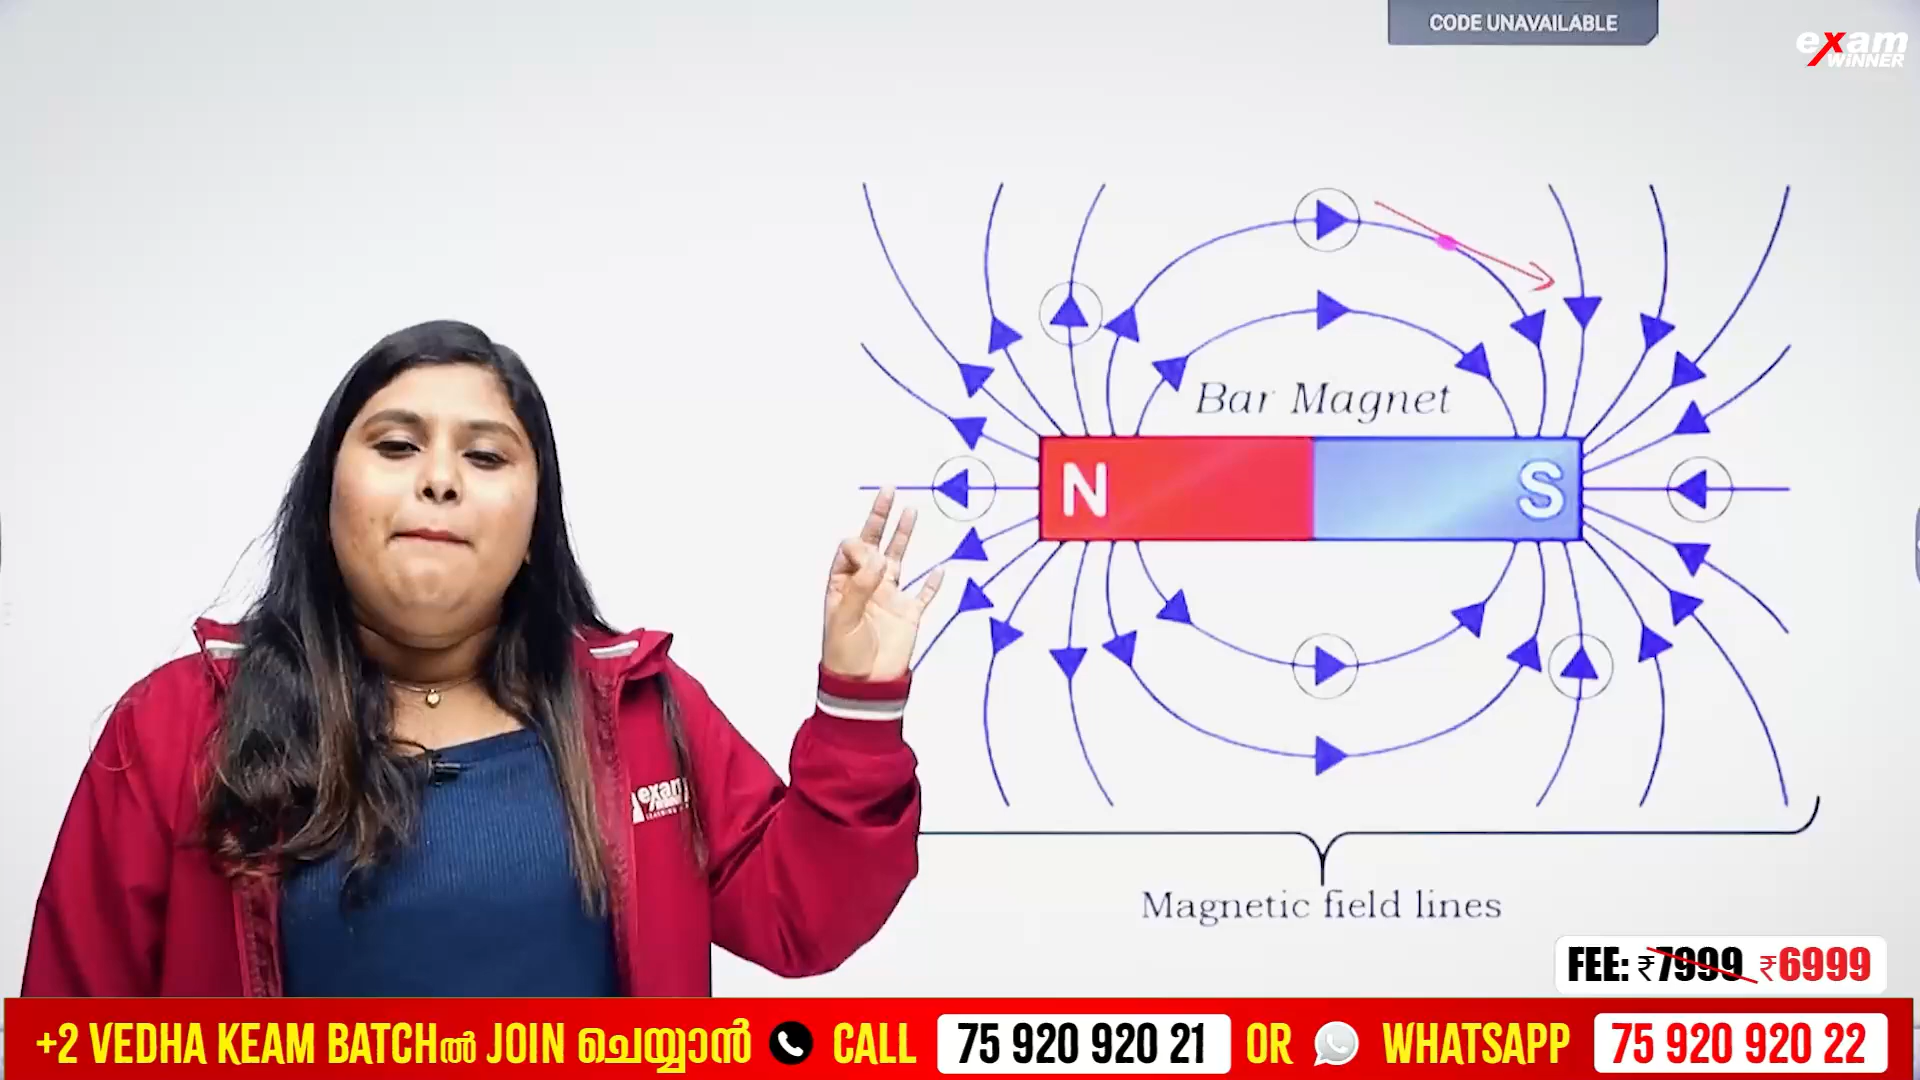 CODE UNAVAILABLE
exam
WINNER
Bar Magnet
N
S
exam
Magnetic field lines
FEE: ₹7999 ₹6999
+2 VEDHA KEAM BATCHൽ JOIN ചെയ്യാൻ CALL 75 920 920 21 OR WHATSAPP 75 920 920 22